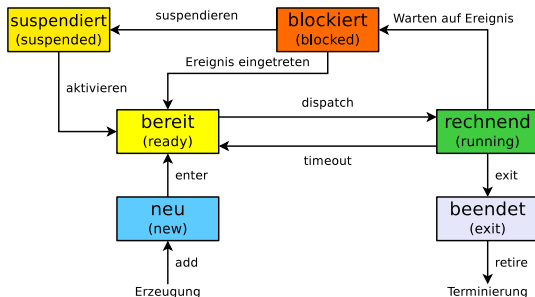 suspendiert
(suspended)
suspendieren
blockiert
(blocked)
Warten auf Ereignis
Ereignis eingetreten
aktivieren
bereit
(ready)
dispatch
timeout
rechnend
(running)
enter
exit
neu
(new)
beendet
(exit)
add
retire
Erzeugung
Terminierung